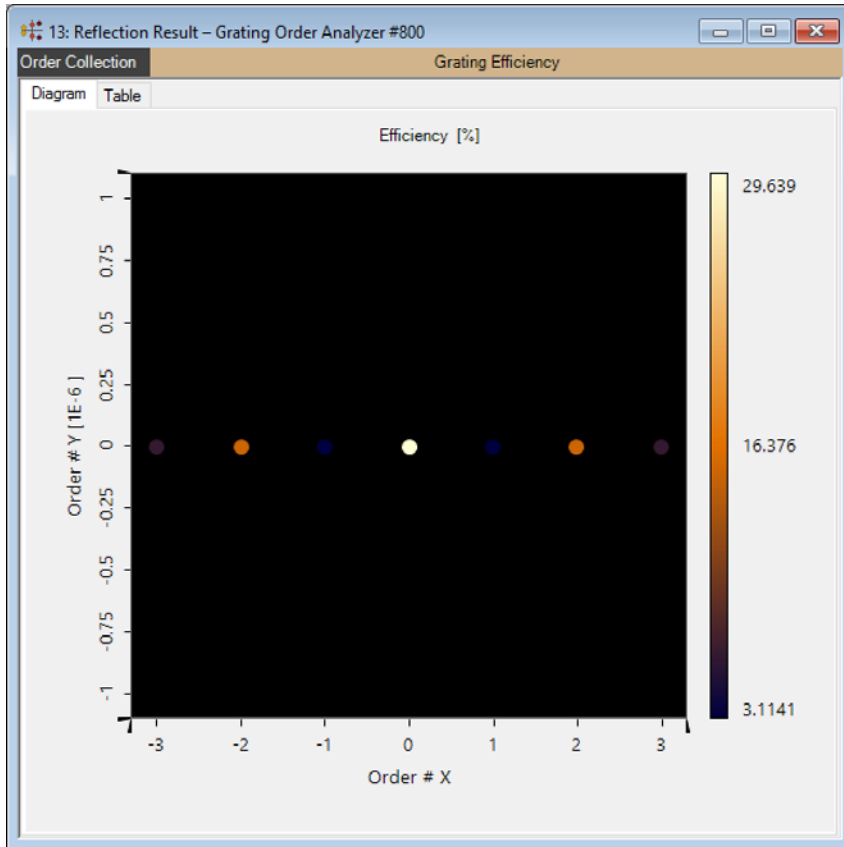 13: Reflection Result – Grating Order Analyzer #800
Order Collection
Grating Efficiency
Diagram
Table
Efficiency [%]
1
0.75
0.5
0.25
0
-0.25
-0.5
-0.75
-1
Order # Y [1E-6 ]
29.639
16.376
3.1141
-3 -2 -1 0 1 2 3
Order # X